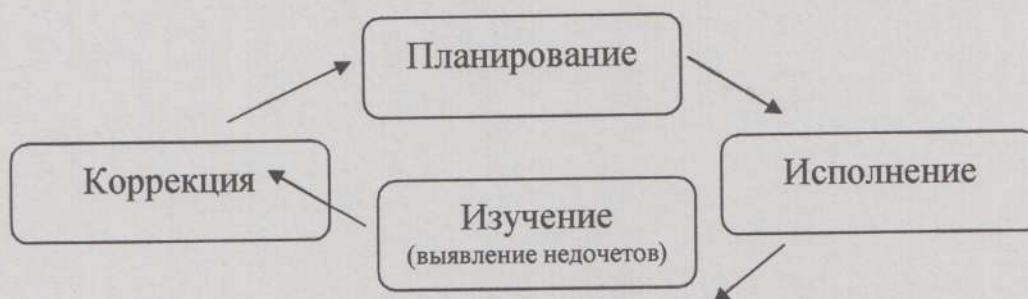 Планирование
Исполнение
Коррекция
Изучение
(выявление недочетов)